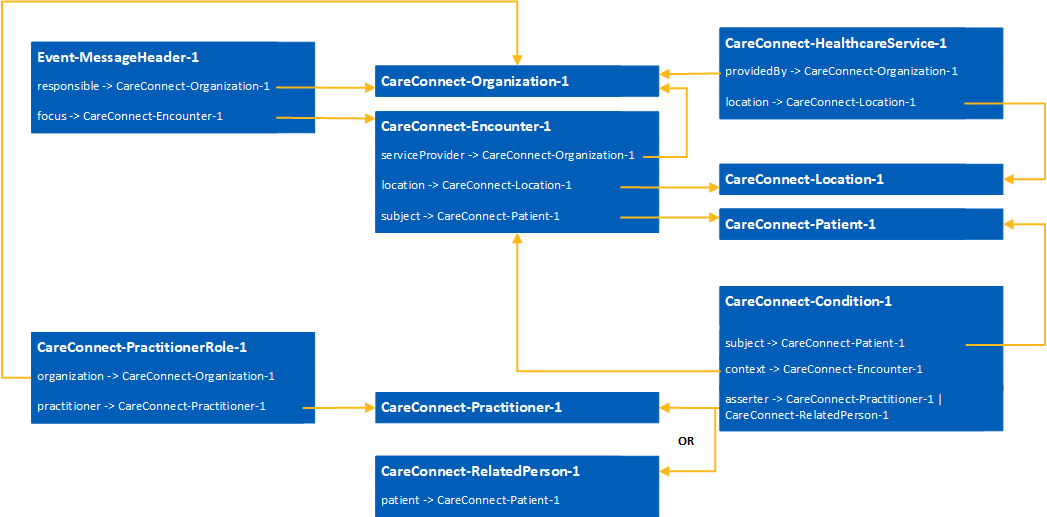 Event-MessageHeader-1
responsible -> CareConnect-Organization-1
focus -> CareConnect-Encounter-1
CareConnect-Organization-1
CareConnect-Encounter-1
serviceProvider -> CareConnect-Organization-1
location -> CareConnect-Location-1
subject -> CareConnect-Patient-1
CareConnect-HealthcareService-1
providedBy -> CareConnect-Organization-1
location -> CareConnect-Location-1
CareConnect-Location-1
CareConnect-Patient-1
CareConnect-Condition-1
subject -> CareConnect-Patient-1
context -> CareConnect-Encounter-1
asserter -> CareConnect-Practitioner-1 |
CareConnect-RelatedPerson-1
CareConnect-PractitionerRole-1
organization -> CareConnect-Organization-1
practitioner -> CareConnect-Practitioner-1
CareConnect-Practitioner-1
OR
CareConnect-RelatedPerson-1
patient -> CareConnect-Patient-1